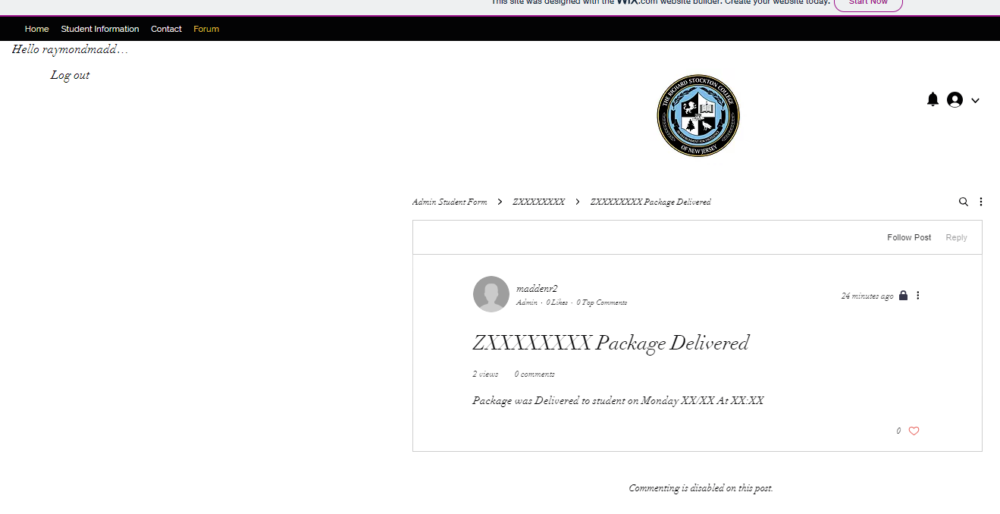 This site was designed with the WIX.com website builder. Create your website today. Start Now
Home Student Information Contact Forum
Hello raymondmadd...
Log out
THE RICHARD STOCKTON COLLEGE
OF NEW JERSEY
Admin Student Form > ZXXXXXXXX > ZXXXXXXXX Package Delivered
Follow Post Reply
maddenr2
24 minutes ago
Admin · 0 Likes · 0 Top Comments
ZXXXXXXXX Package Delivered
2 views 0 comments
Package was Delivered to student on Monday XX/XX At XX:XX
0
Commenting is disabled on this post.